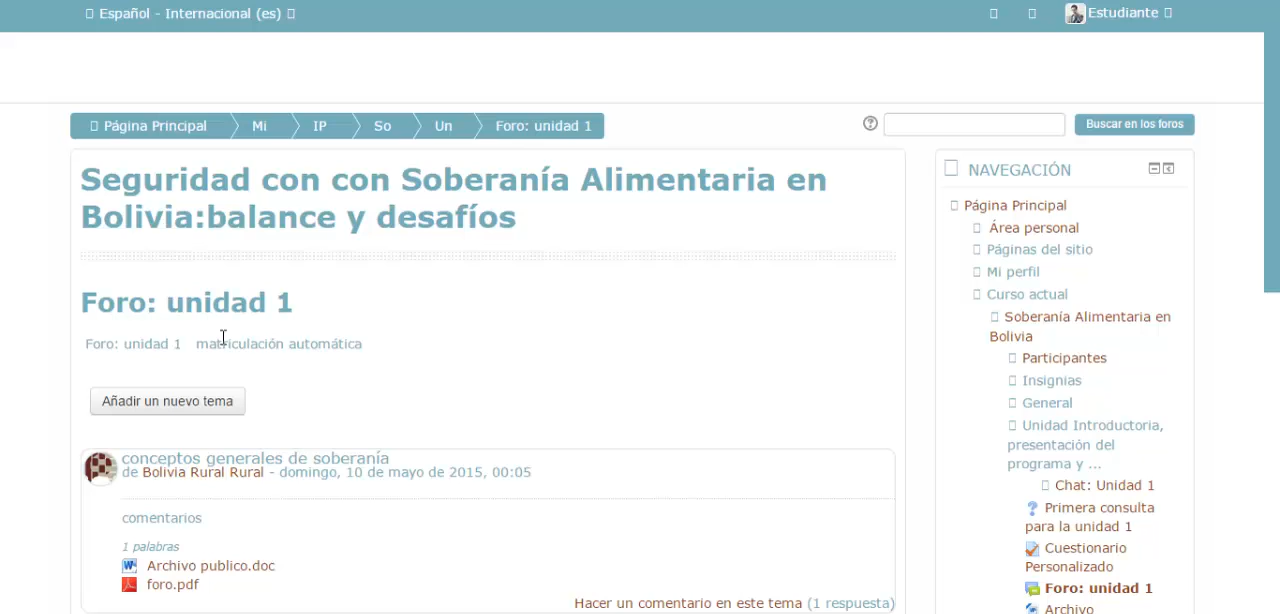 Español - Internacional (es)
Estudiante
Página Principal Mi IP So Un Foro: unidad 1
Buscar en los foros
Seguridad con con Soberanía Alimentaria en
Bolivia:balance y desafíos
Foro: unidad 1
Foro: unidad 1 matriculación automática
Añadir un nuevo tema
conceptos generales de soberanía
de Bolivia Rural Rural - domingo, 10 de mayo de 2015, 00:05
comentarios
1 palabras
Archivo publico.doc
foro.pdf
Hacer un comentario en este tema (1 respuesta)
NAVEGACIÓN
Página Principal
Área personal
Páginas del sitio
Mi perfil
Curso actual
Soberanía Alimentaria en
Bolivia
Participantes
Insignias
General
Unidad Introductoria,
presentación del
programa y ...
Chat: Unidad 1
Primera consulta
para la unidad 1
Cuestionario
Personalizado
Foro: unidad 1
Archivo